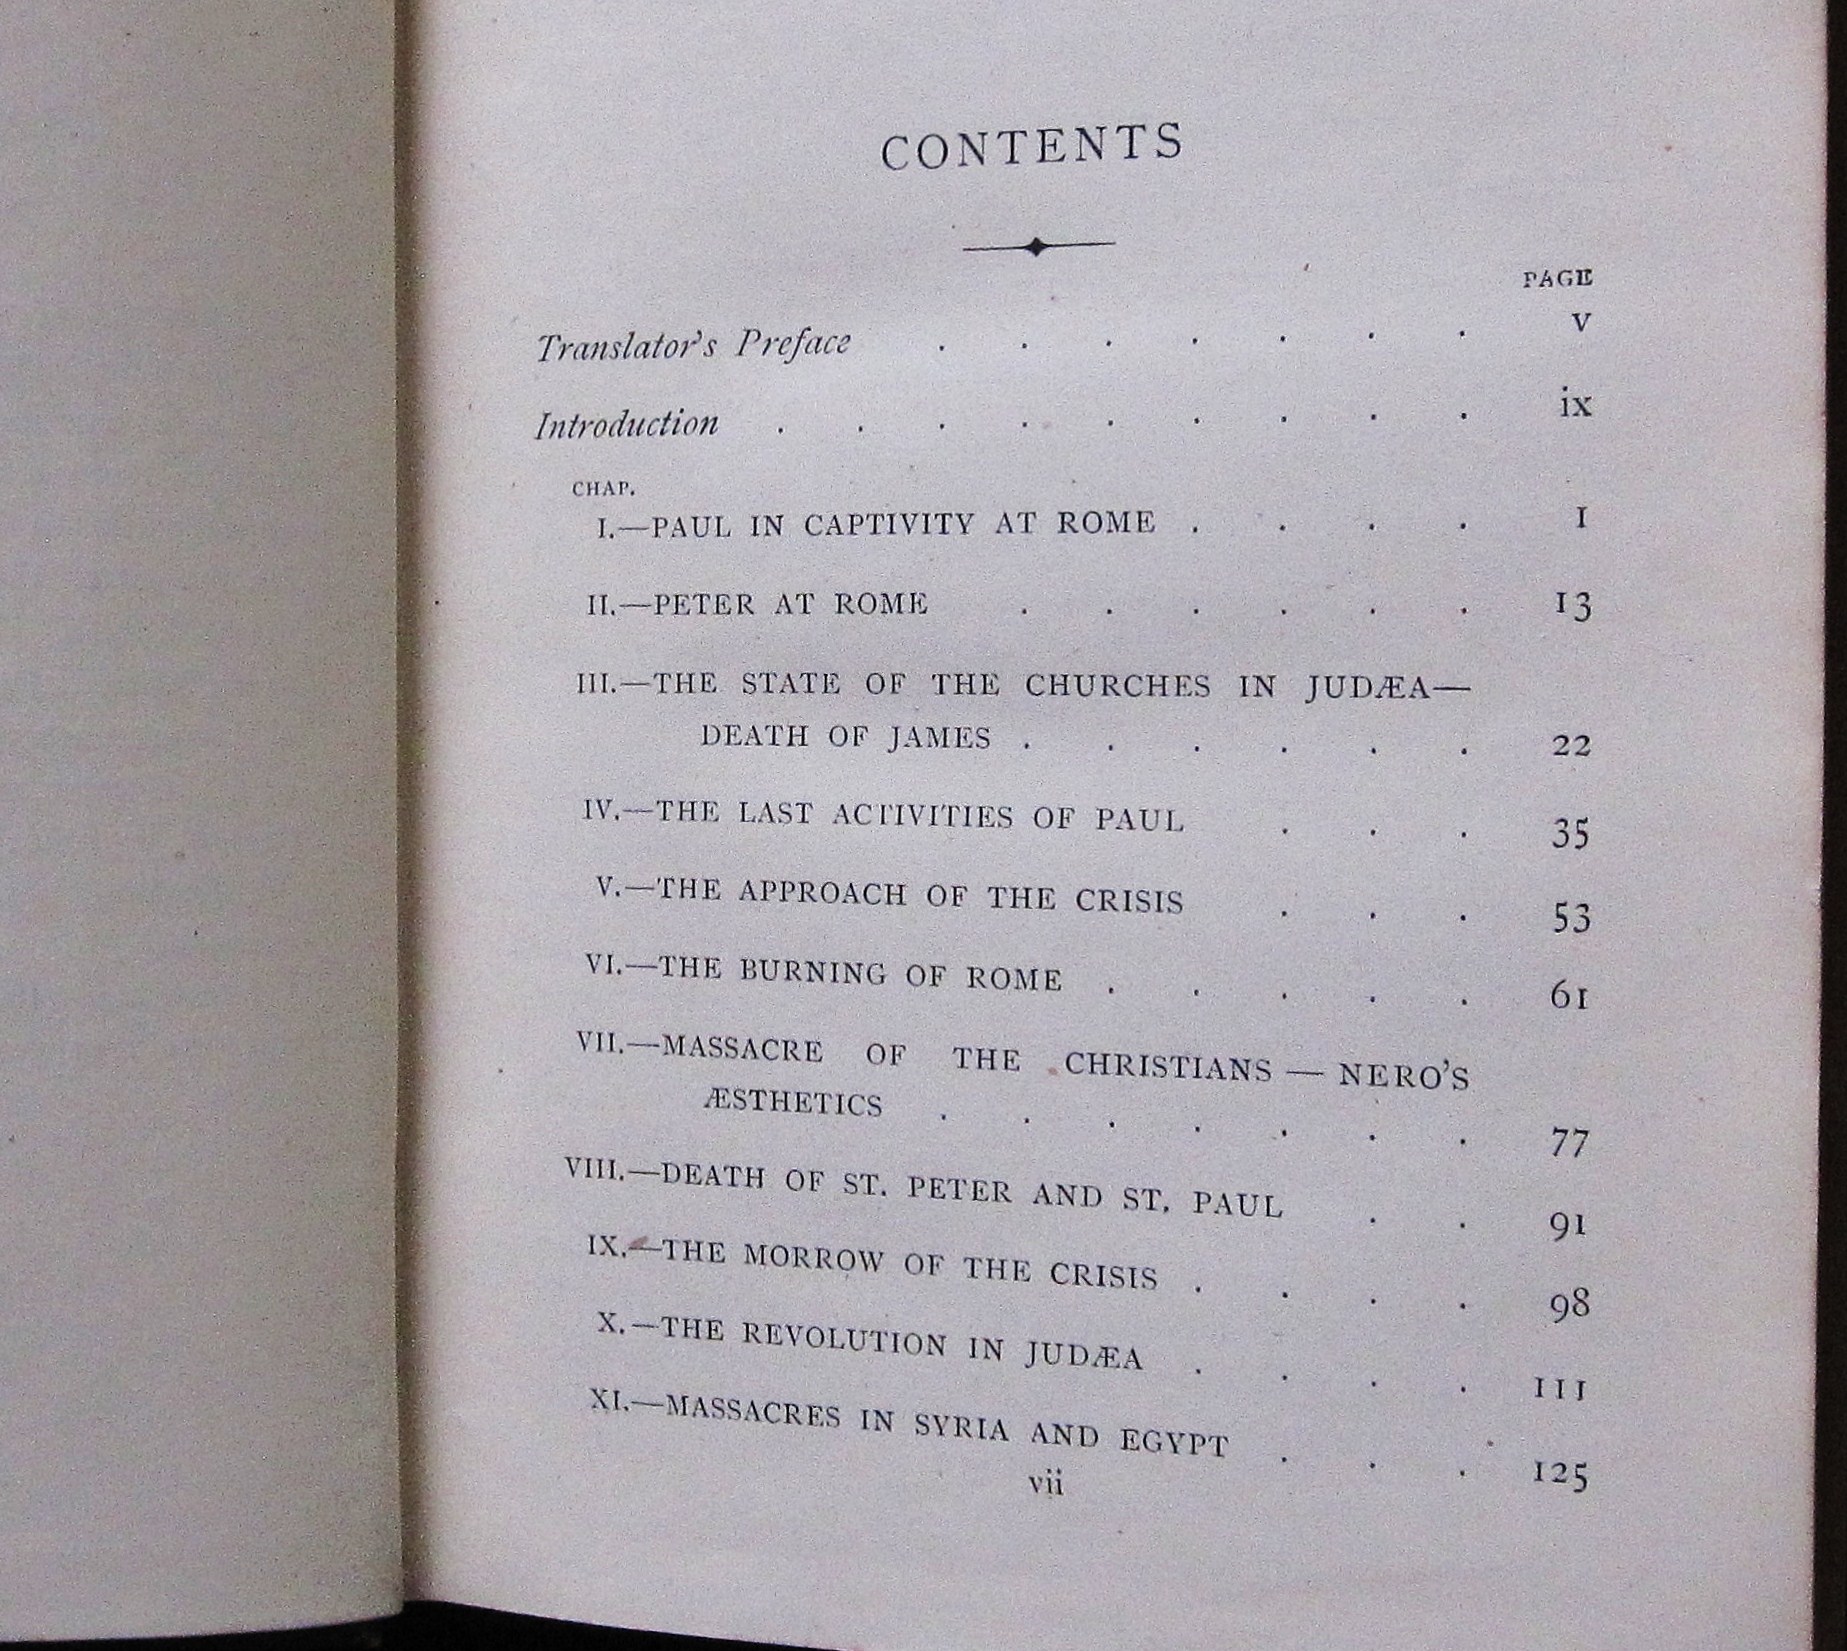 CONTENTS
PAGE
Translator's Preface . . . . . . . v
Introduction . . . . . . . . . ix
CHAP.
I.—PAUL IN CAPTIVITY AT ROME . . . . 1
II.—PETER AT ROME . . . . . . 13
III.—THE STATE OF THE CHURCHES IN JUDÆA—
DEATH OF JAMES . . . . . . 22
IV.—THE LAST ACTIVITIES OF PAUL . . . 35
V.—THE APPROACH OF THE CRISIS . . . 53
VI.—THE BURNING OF ROME . . . . . 61
VII.—MASSACRE OF THE CHRISTIANS — NERO'S
ÆSTHETICS . . . . . . . 77
VIII.—DEATH OF ST. PETER AND ST. PAUL . . 91
IX.—THE MORROW OF THE CRISIS . . . . 98
X.—THE REVOLUTION IN JUDÆA . . . . 111
XI.—MASSACRES IN SYRIA AND EGYPT . . . 125
vii